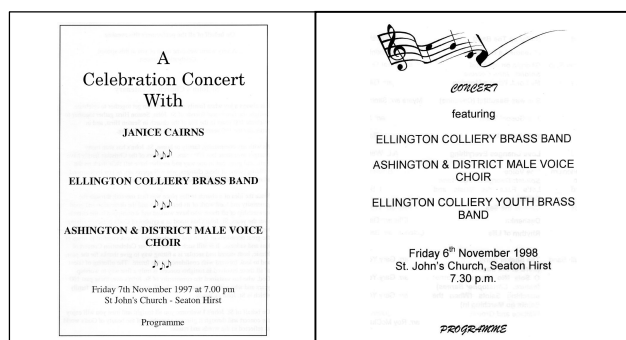 A
Celebration Concert
With
JANICE CAIRNS
ELLINGTON COLLIERY BRASS BAND
ASHINGTON & DISTRICT MALE VOICE
CHOIR
Friday 7th November 1997 at 7.00 pm
St John's Church - Seaton Hirst
Programme
CONCERT
featuring
ELLINGTON COLLIERY BRASS BAND
ASHINGTON & DISTRICT MALE VOICE
CHOIR
ELLINGTON COLLIERY YOUTH BRASS
BAND
Friday 6th November 1998
St. John's Church, Seaton Hirst
7.30 p.m.
PROGRAMME